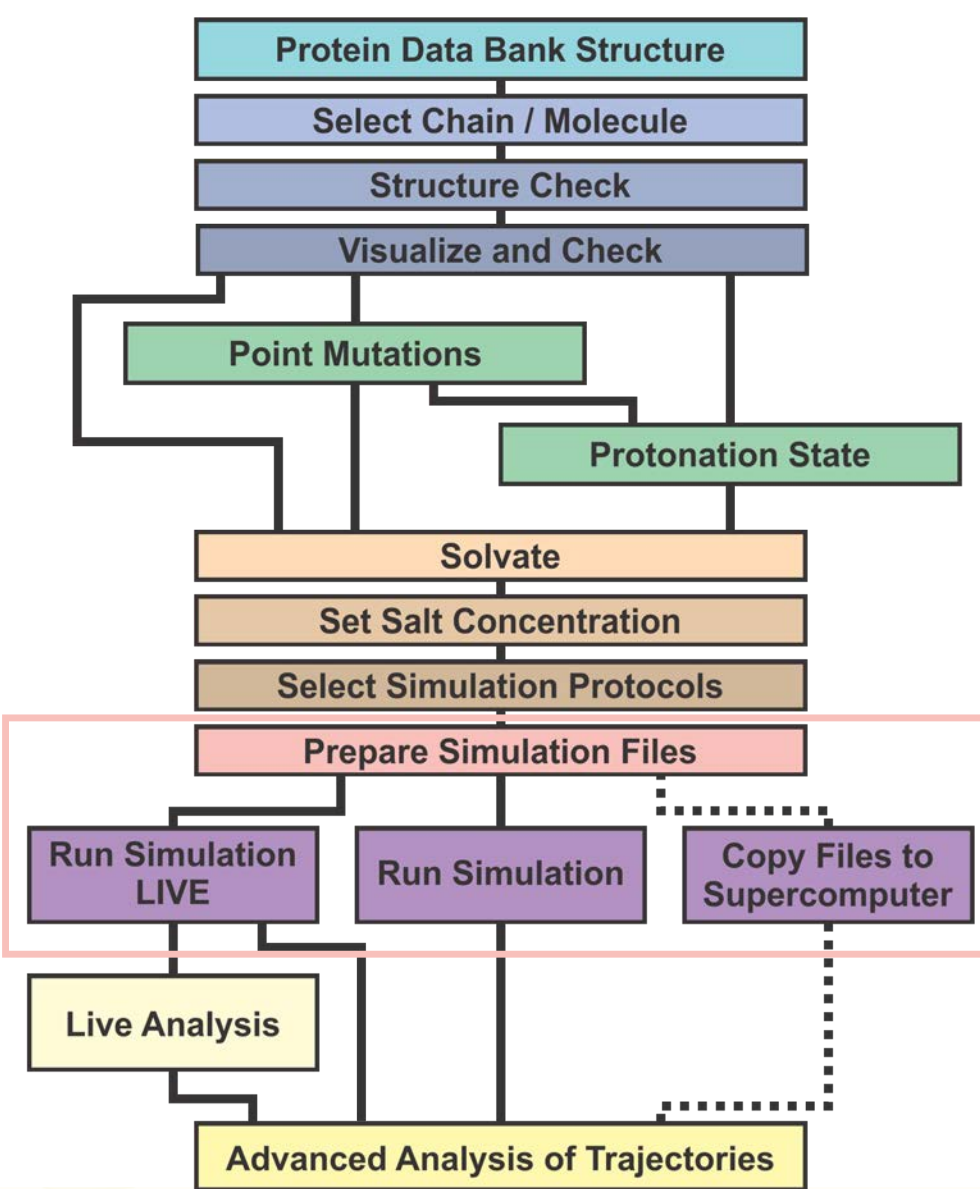 Protein Data Bank Structure
Select Chain / Molecule
Structure Check
Visualize and Check
Point Mutations
Protonation State
Solvate
Set Salt Concentration
Select Simulation Protocols
Prepare Simulation Files
Run Simulation
LIVE
Run Simulation
Copy Files to
Supercomputer
Live Analysis
Advanced Analysis of Trajectories